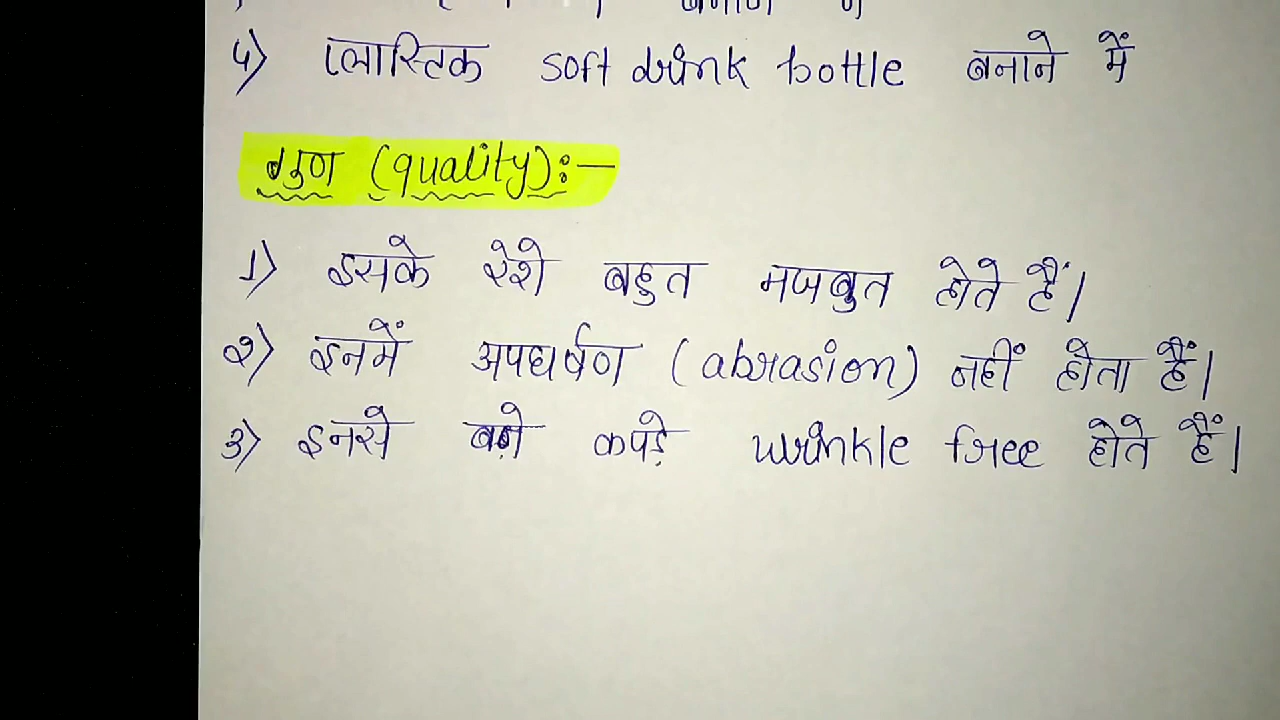 बनाने में
4) प्लास्टिक soft drink bottle बनाने में
गुण (quality):—
1) इसके रेशे बहुत मजबुत होते हैं।
2) इनमें अपघर्षण (abrasion) नहीं होता हैं।
3) इनसे बने कपड़े wrinkle free होते हैं।